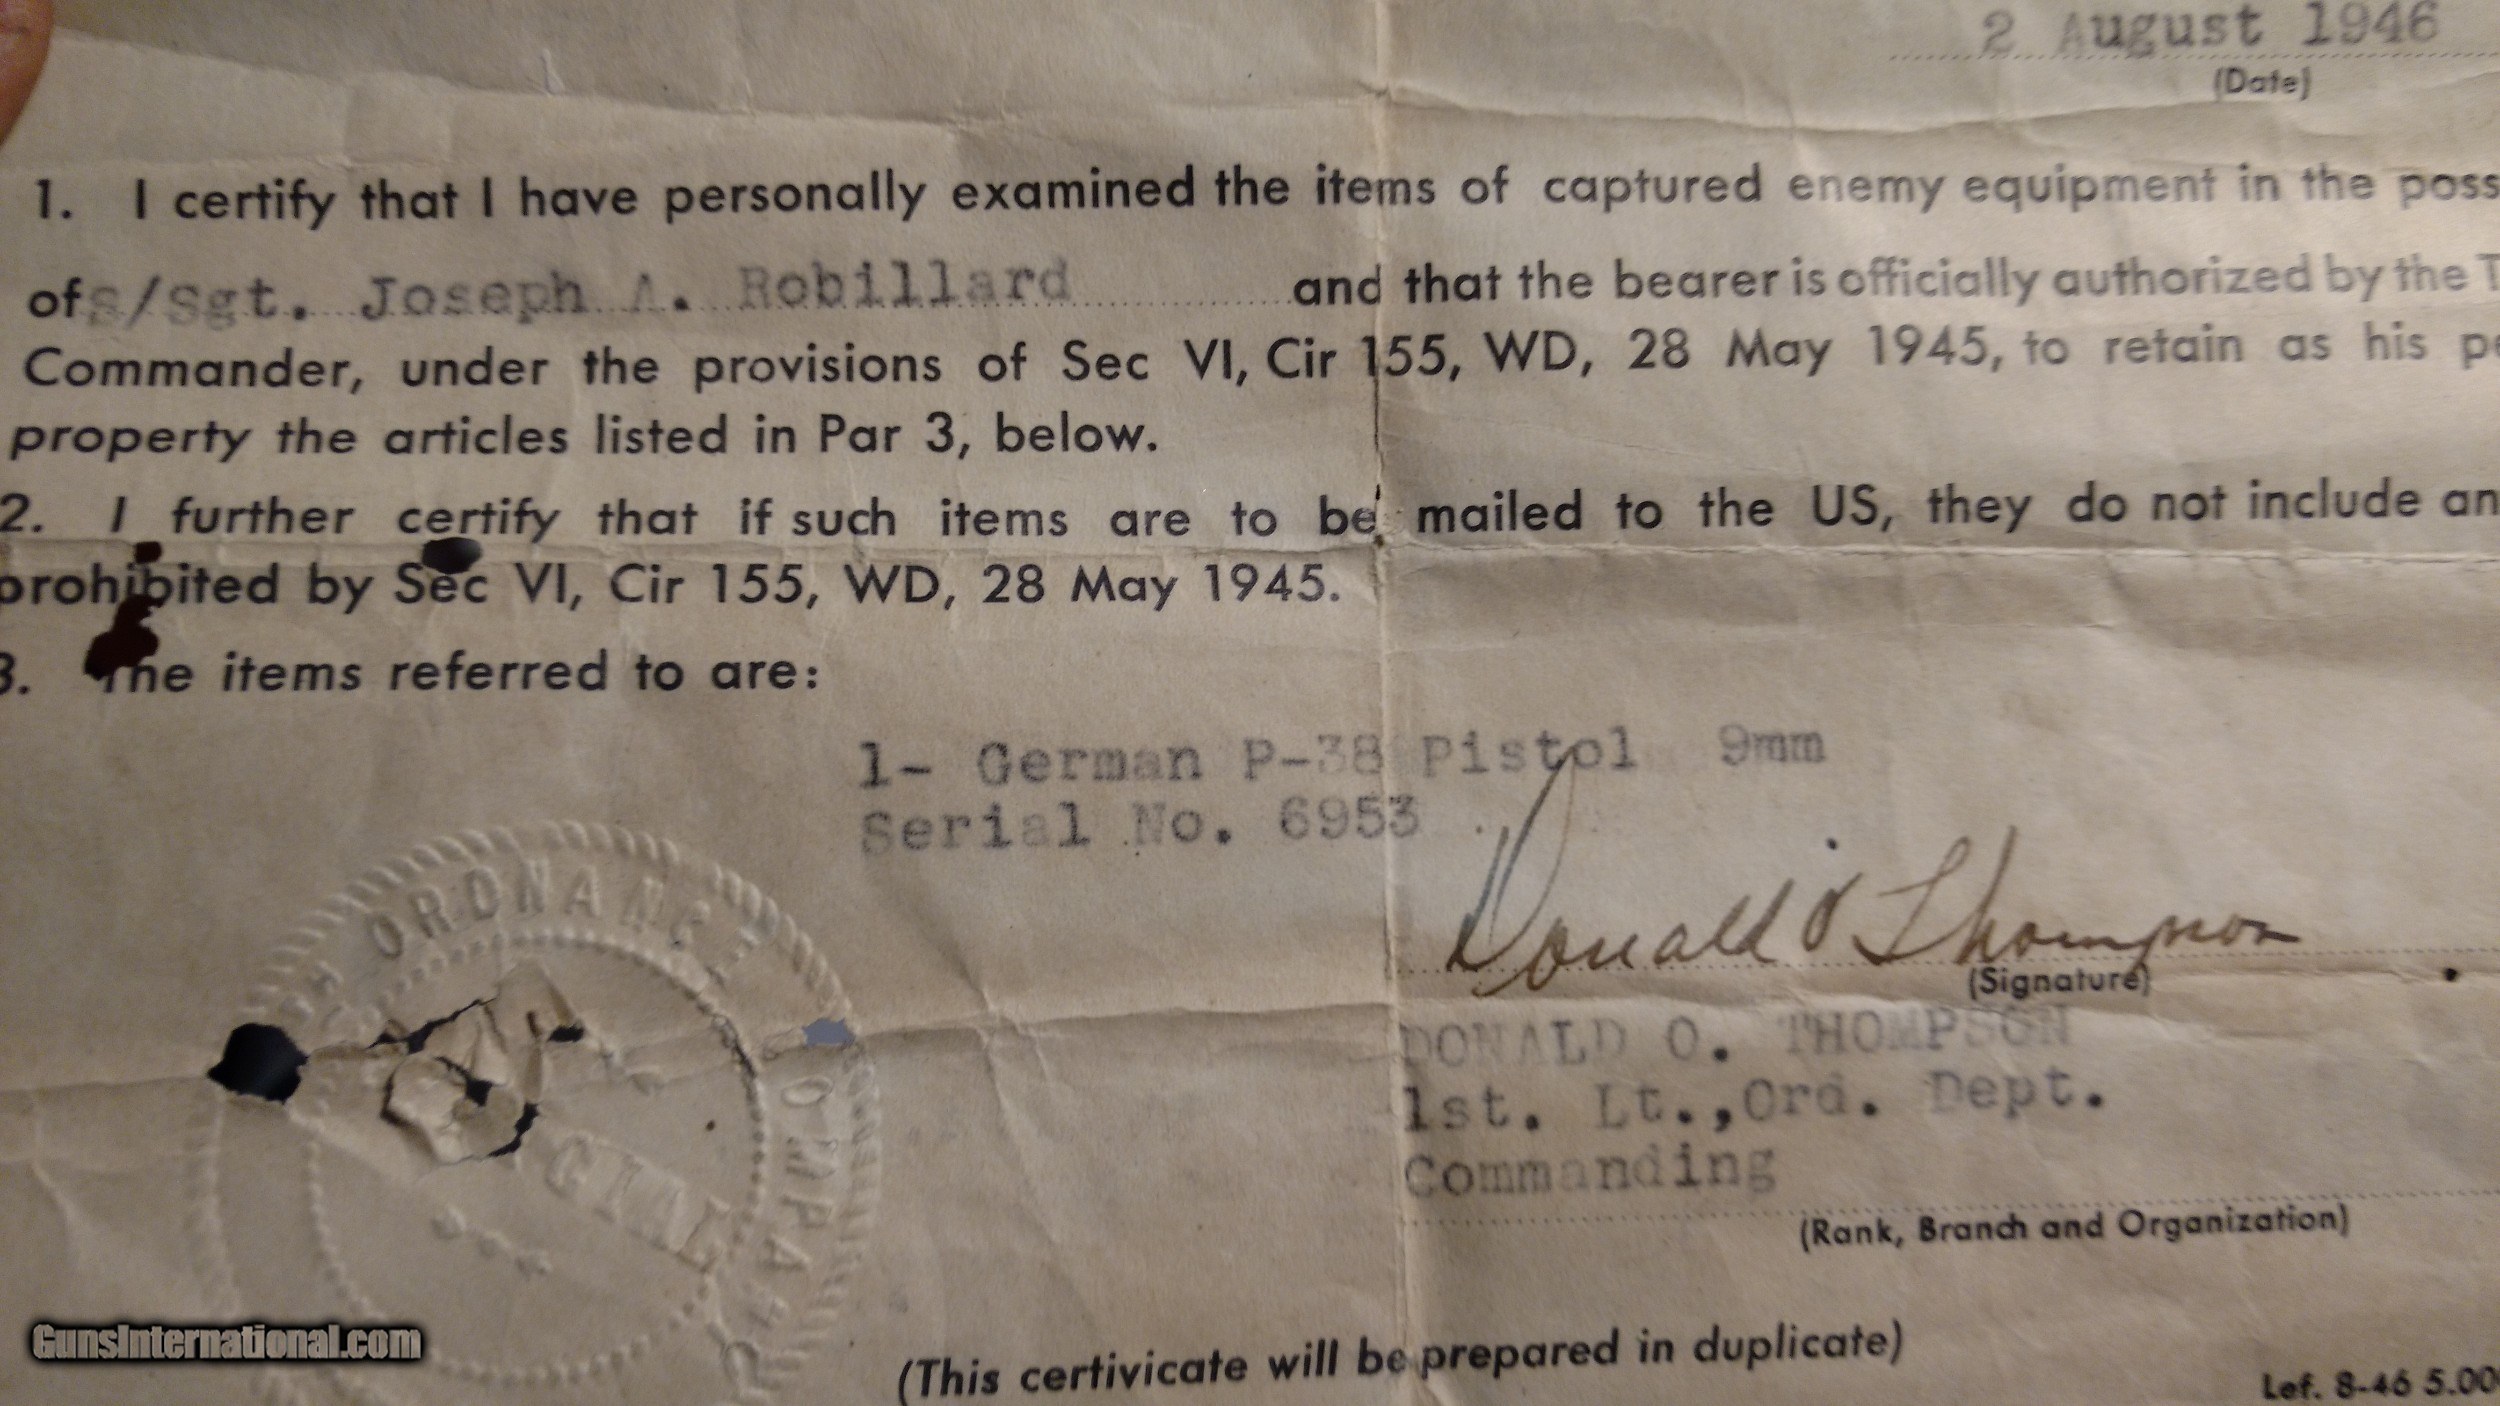 2 August 1946
(Date)
1. I certify that I have personally examined the items of captured enemy equipment in the poss
of s/Sgt. Joseph A. Robillard and that the bearer is officially authorized by the T
Commander, under the provisions of Sec VI, Cir 155, WD, 28 May 1945, to retain as his pe
property the articles listed in Par 3, below.
2. I further certify that if such items are to be mailed to the US, they do not include an
prohibited by Sec VI, Cir 155, WD, 28 May 1945.
3. The items referred to are:
1- German P-38 Pistol 9mm
Serial No. 6953
ORDNANCE
Donald O Thompson
(Signature)
DONALD O. THOMPSON
1st. Lt.,Ord. Dept.
Commanding
(Rank, Branch and Organization)
(This certivicate will be prepared in duplicate)
Lef. 8-46 5.00
GunsInternational.com